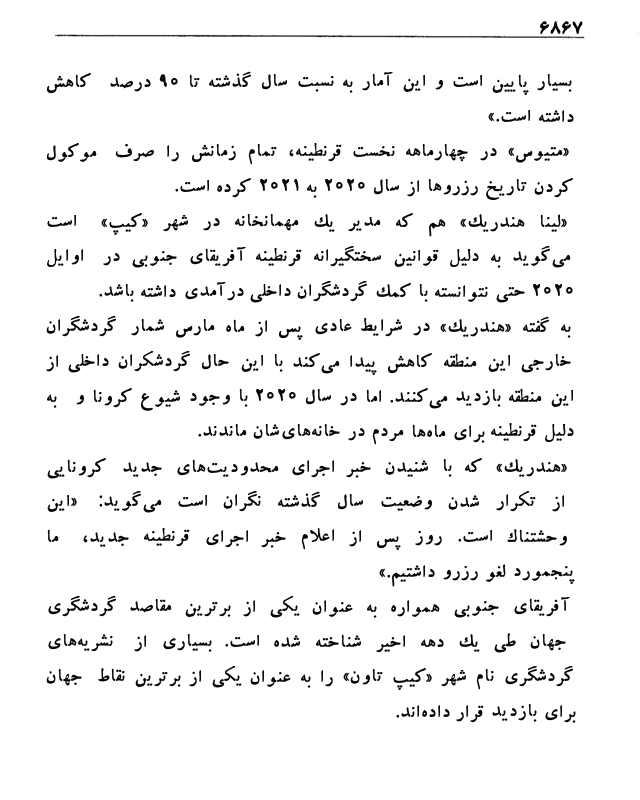 ۶۸۶۷
بسیار پایین است و این آمار به نسبت سال گذشته تا ۹۰ درصد کاهش
داشته است.»
«متیوس» در چهارماهه نخست قرنطینه، تمام زمانش را صرف موکول
کردن تاریخ رزروها از سال ۲۰۲۰ به ۲۰۲۱ کرده است.
«لینا هندریك» هم که مدیر یك مهمانخانه در شهر «کیپ» است
می‌گوید به دلیل قوانین سختگیرانه قرنطینه آفریقای جنوبی در اوایل
۲۰۲۰ حتی نتوانسته با کمك گردشگران داخلی درآمدی داشته باشد.
به گفته «هندریك» در شرایط عادی پس از ماه مارس شمار گردشگران
خارجی این منطقه کاهش پیدا می‌کند با این حال گردشکران داخلی از
این منطقه بازدید می‌کنند. اما در سال ۲۰۲۰ با وجود شیوع کرونا و به
دلیل قرنطینه برای ماه‌ها مردم در خانه‌های‌شان ماندند.
«هندریك» که با شنیدن خبر اجرای محدودیت‌های جدید کرونایی
از تکرار شدن وضعیت سال گذشته نگران است می‌گوید: «این
وحشتناك است. روز پس از اعلام خبر اجرای قرنطینه جدید، ما
پنجمورد لغو رزرو داشتیم.»
آفریقای جنوبی همواره به عنوان یکی از برترین مقاصد گردشگری
جهان طی یك دهه اخیر شناخته شده است. بسیاری از نشریه‌های
گردشگری نام شهر «کیپ تاون» را به عنوان یکی از برترین نقاط جهان
برای بازدید قرار داده‌اند.